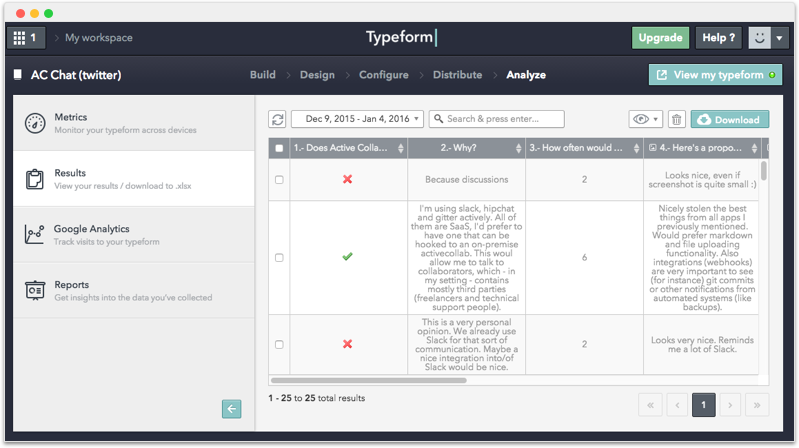 1
My workspace
Typeform
Upgrade
Help ?
AC Chat (twitter)
Build
Design
Configure
Distribute
Analyze
View my typeform
Metrics
Monitor your typeform across devices
Results
View your results / download to .xlsx
Google Analytics
Track visits to your typeform
Reports
Get insights into the data you've collected
Dec 9, 2015 - Jan 4, 2016
Search & press enter...
Download
1.- Does Active Colla...
2.- Why?
3.- How often would ...
4.- Here's a propo...
Because discussions
2
Looks nice, even if
screenshot is quite small :)
I'm using slack, hipchat
and gitter actively. All of
them are SaaS, I'd prefer to
have one that can be
hooked to an on-premise
activecollab. This woul
allow me to talk to
collaborators, which - in
my setting - contains
mostly third parties
(freelancers and technical
support people).
6
Nicely stolen the best
things from all apps I
previously mentioned.
Would prefer markdown
and file uploading
functionality. Also
integrations (webhooks)
are very important to see
(for instance) git commits
or other notifications from
automated systems (like
backups).
This is a very personal
opinion. We already use
Slack for that sort of
communication. Maybe a
nice integration into/of
Slack would be nice.
2
Looks very nice. Reminds
me a lot of Slack.
1 - 25 to 25 total results
« ‹ 1 › »